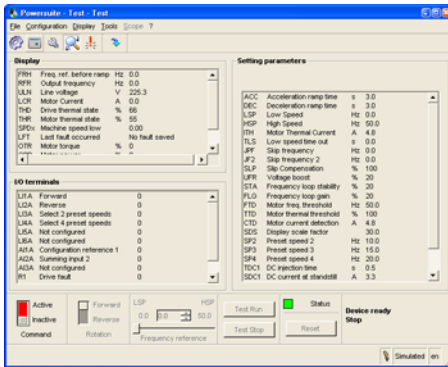 Powersuite - Test - Test
File Configuration Display Tools Scope ?
Display
FRH Freq. ref. before ramp Hz 0.0
RFR Output frequency Hz 0.0
ULN Line voltage V 225.3
LCR Motor Current A 0.0
THD Drive thermal state % 66
THR Motor thermal state % 55
SPDx Machine speed low 0.00
LFT Last fault occurred No fault saved
OTR Motor torque % 0
I/O terminals
LI1A Forward 0
LI2A Reverse 0
LI3A Select 2 preset speeds 0
LI4A Select 4 preset speeds 0
LI5A Not configured 0
LI6A Not configured 0
AI1A Configuration reference 1 0
AI2A Summing input 2 0
AI3A Not configured 0
R1 Drive fault 0
Setting parameters
ACC Acceleration ramp time s 3.0
DEC Deceleration ramp time s 3.0
LSP Low Speed Hz 0.0
HSP High Speed Hz 50.0
ITH Motor Thermal Current A 4.8
TLS Low speed time out s 0.0
JPF Skip frequency Hz 0.0
JF2 Skip frequency 2 Hz 0.0
SLP Slip Compensation % 100
UFR Voltage boost % 20
STA Frequency loop stability % 20
FLG Frequency loop gain % 20
FTD Motor freq. threshold Hz 50.0
TTD Motor thermal threshold % 100
CTD Motor current detection A 4.8
SDS Display scale factor 30.0
SP2 Preset speed 2 Hz 10.0
SP3 Preset speed 3 Hz 15.0
SP4 Preset speed 4 Hz 20.0
TDC1 DC injection time s 0.5
SDC1 DC current at standstill A 3.3
Active
Inactive
Command
Forward
Reverse
Rotation
LSP HSP
0.0 0.0 50.0
Frequency reference
Test Run
Test Stop
Status
Reset
Device ready
Stop
Simulated en